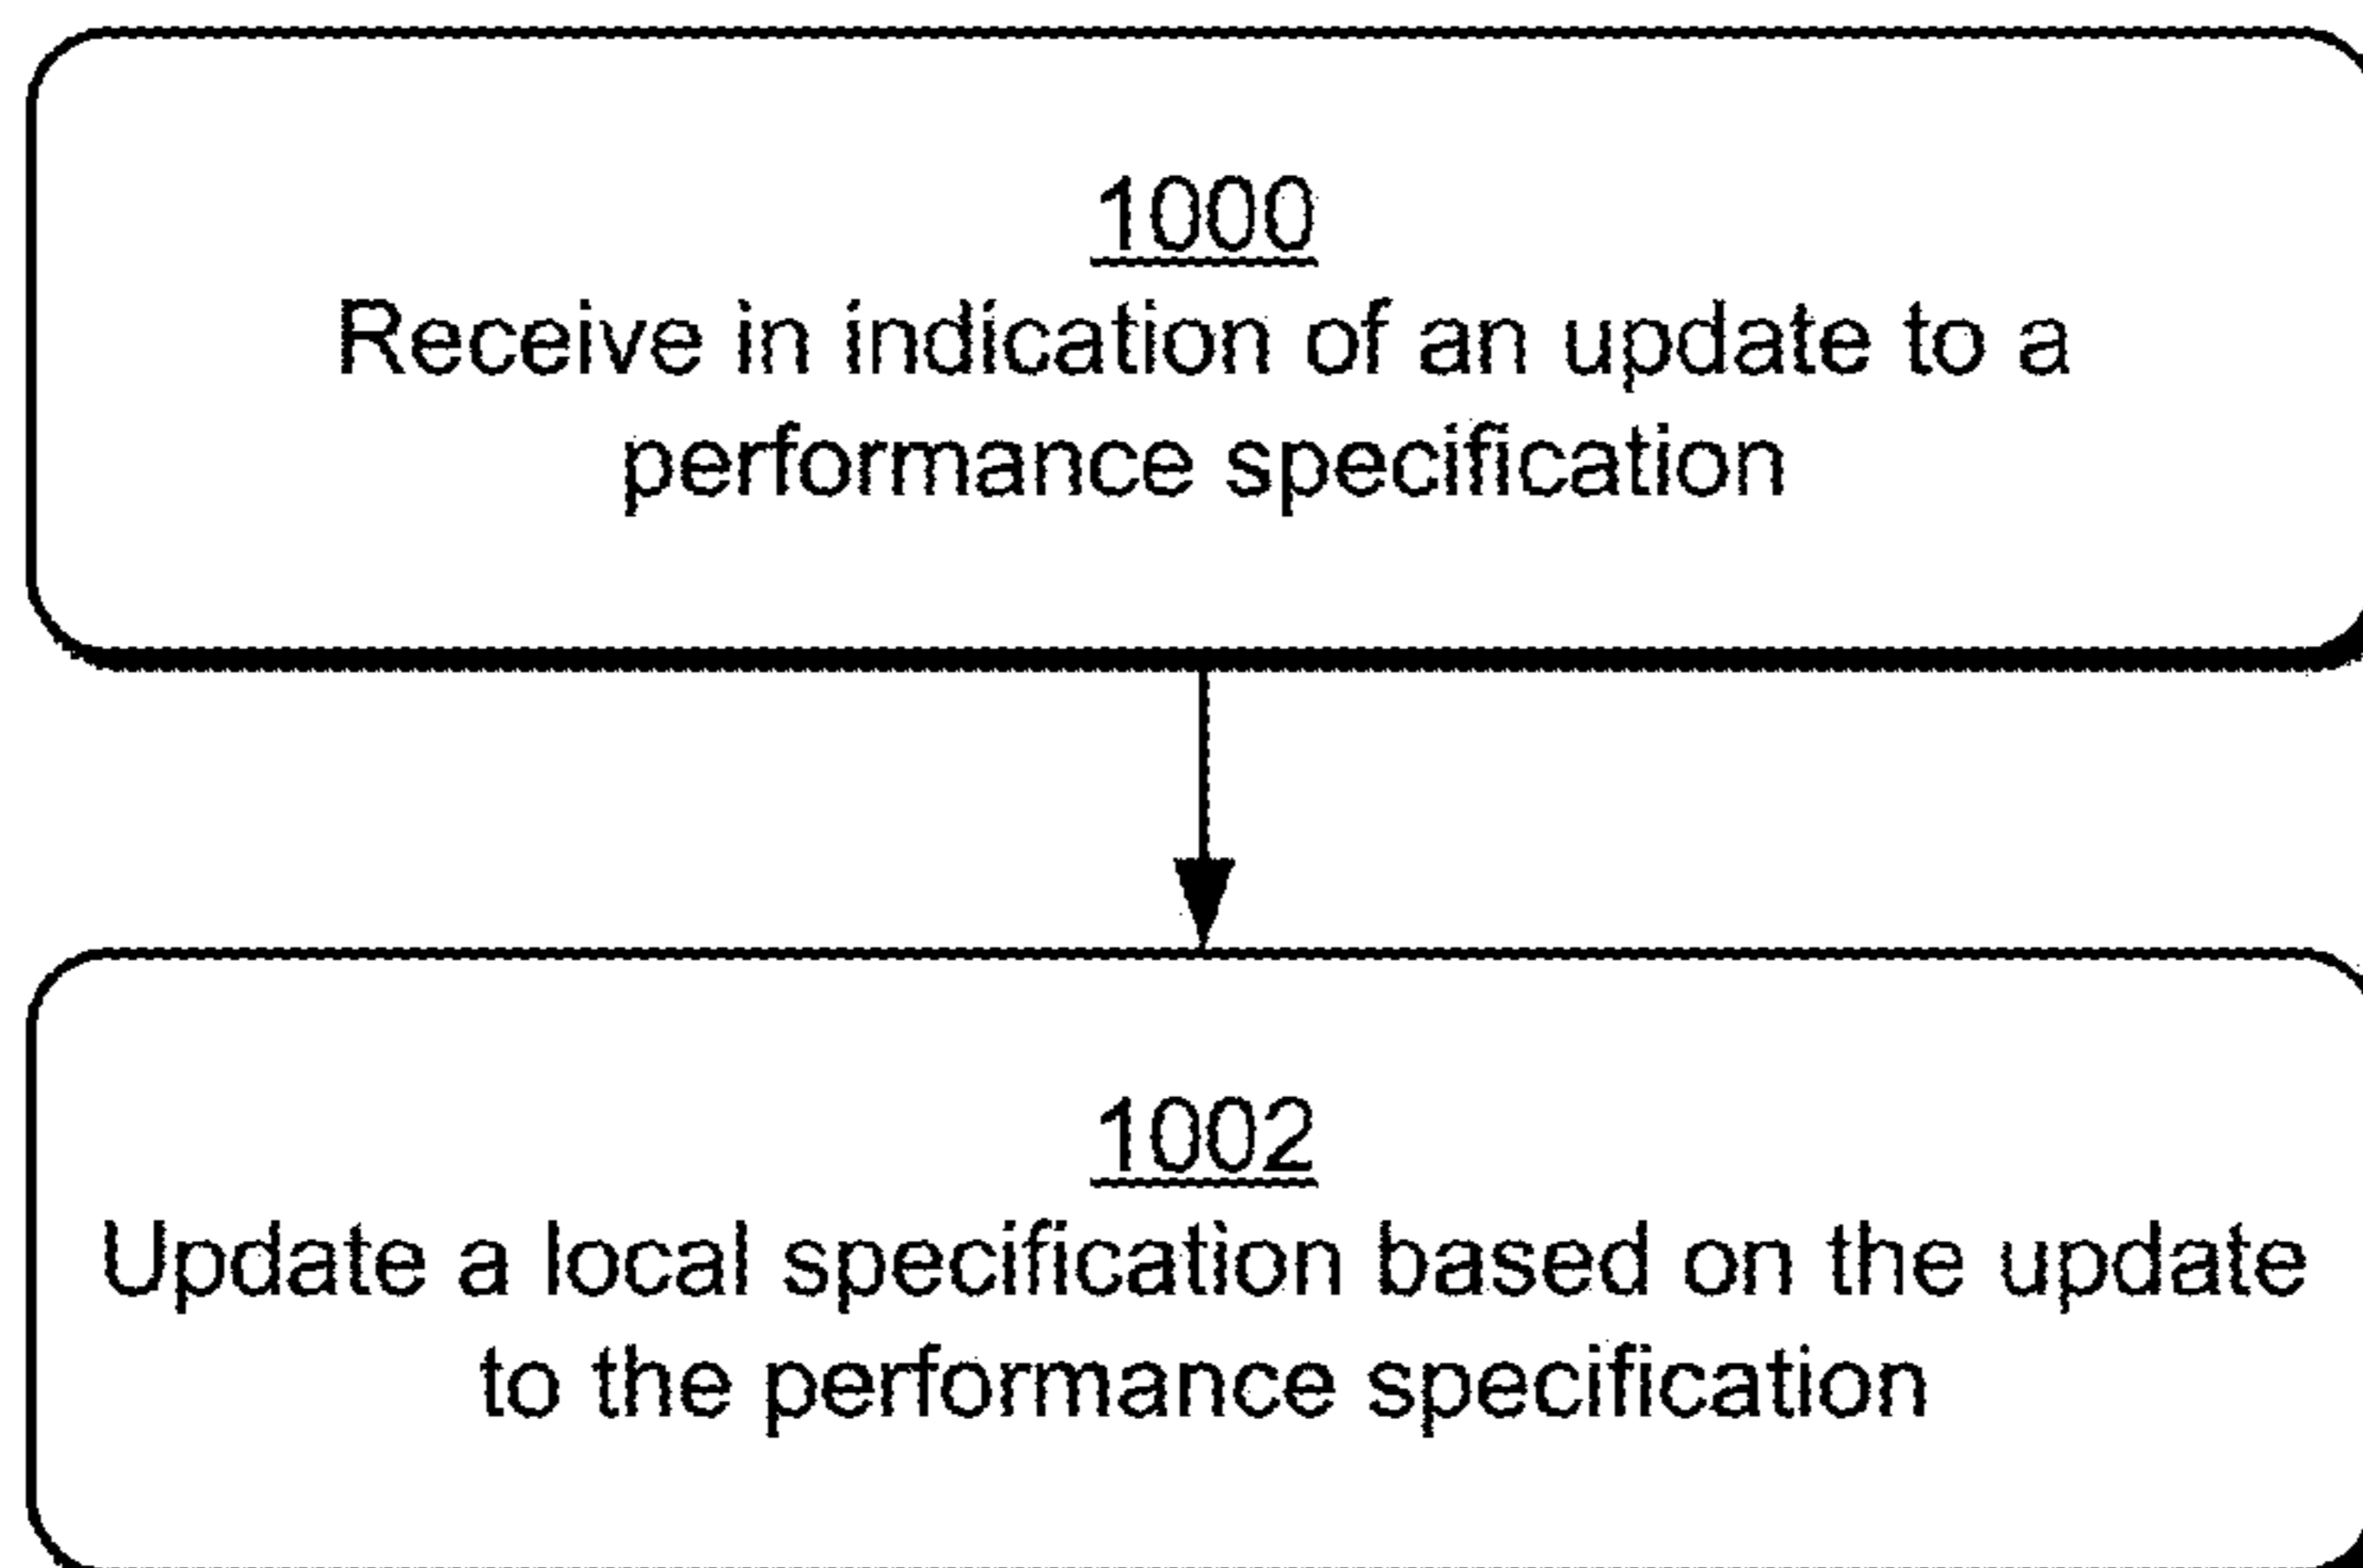 1000
Receive in indication of an update to a
performance specification
1002
Update a local specification based on the update
to the performance specification